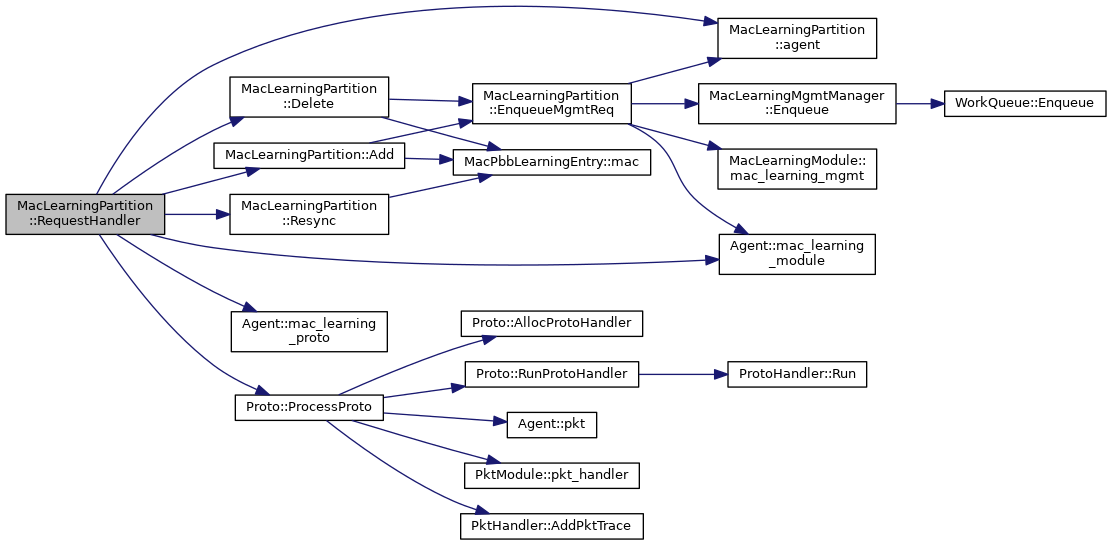 MacLearningPartition
::RequestHandler
MacLearningPartition
::agent
MacLearningPartition
::Delete
MacLearningPartition
::EnqueueMgmtReq
MacLearningMgmtManager
::Enqueue
WorkQueue::Enqueue
MacLearningPartition::Add
MacPbbLearningEntry::mac
MacLearningModule::
mac_learning_mgmt
MacLearningPartition
::Resync
Agent::mac_learning
_module
Agent::mac_learning
_proto
Proto::ProcessProto
Proto::AllocProtoHandler
Proto::RunProtoHandler
ProtoHandler::Run
Agent::pkt
PktModule::pkt_handler
PktHandler::AddPktTrace